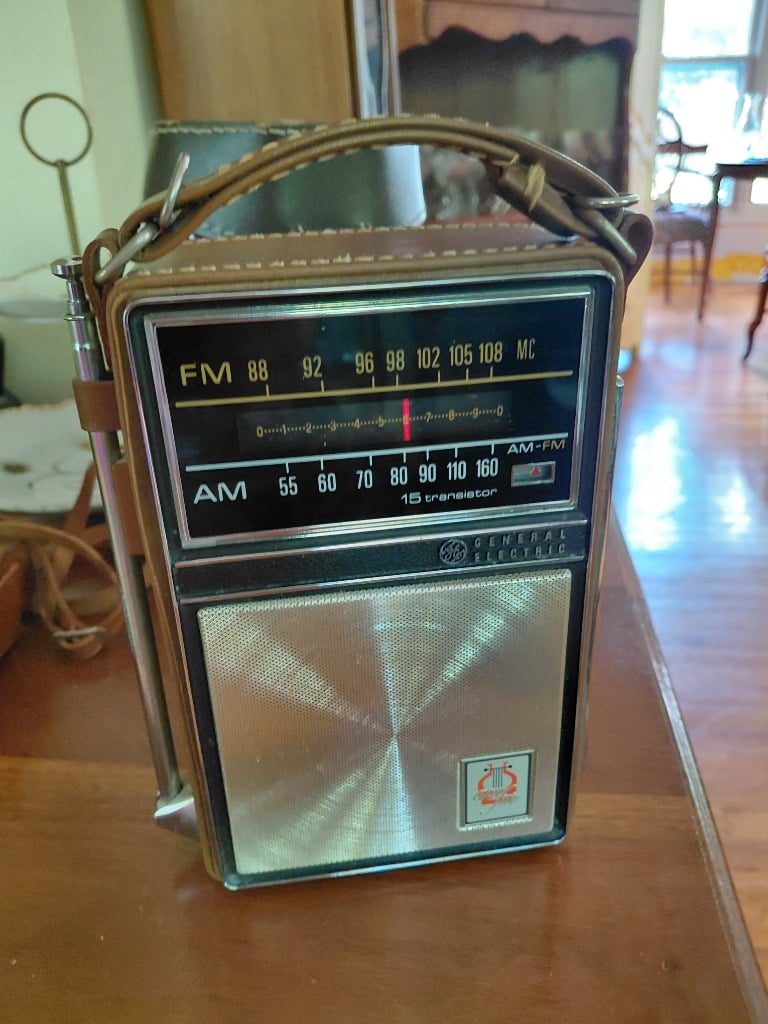 FM 88 92 96 98 102 105 108 MC
0 1 2 3 4 5 7 8 9 0
AM-FM
AM 55 60 70 80 90 110 160
15 transistor
GE GENERAL
ELECTRIC